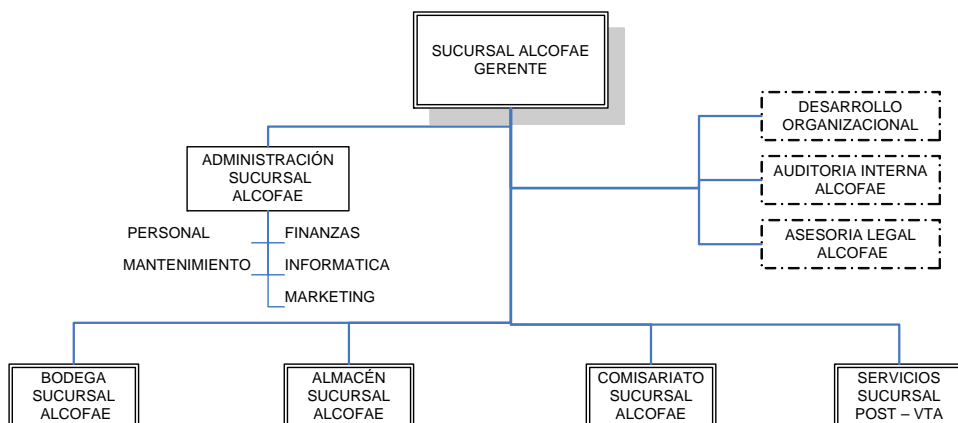 SUCURSAL ALCOFAE
GERENTE
DESARROLLO
ORGANIZACIONAL
ADMINISTRACIÓN
SUCURSAL
ALCOFAE
AUDITORIA INTERNA
ALCOFAE
ASESORIA LEGAL
ALCOFAE
PERSONAL
FINANZAS
MANTENIMIENTO
INFORMATICA
MARKETING
BODEGA
SUCURSAL
ALCOFAE
ALMACÉN
SUCURSAL
ALCOFAE
COMISARIATO
SUCURSAL
ALCOFAE
SERVICIOS
SUCURSAL
POST – VTA